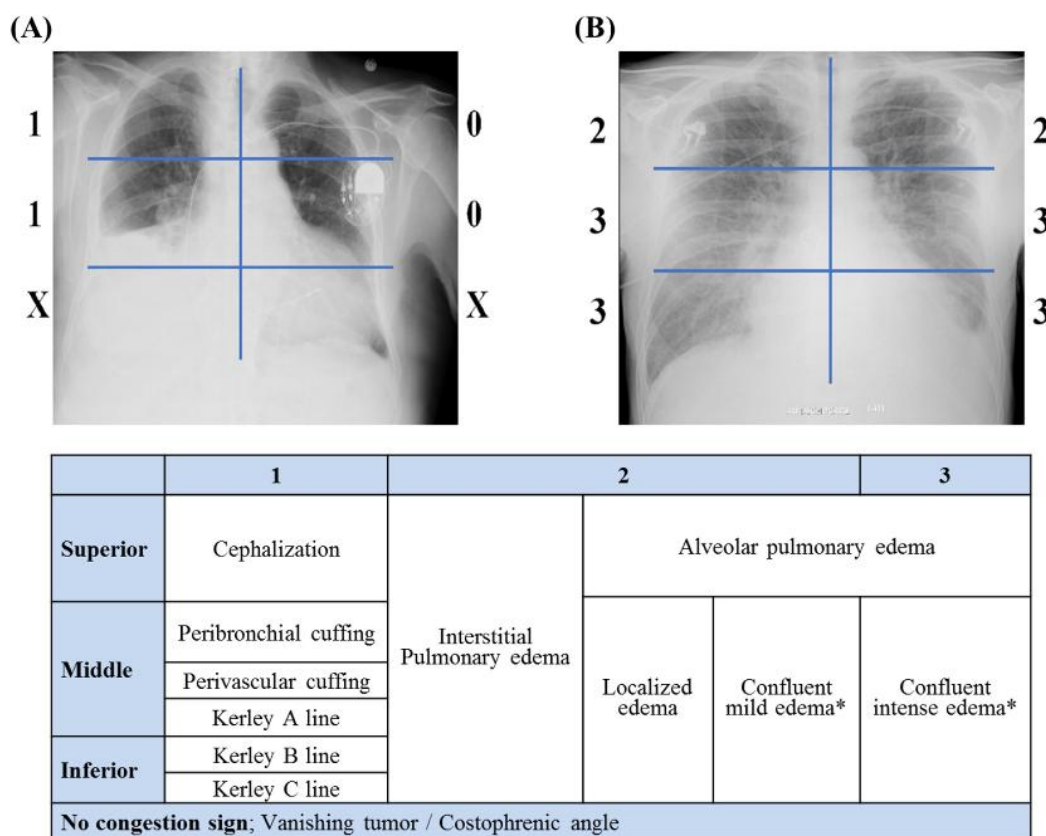 (A)
(B)
1
0
2
2
1
0
3
3
X
X
3
3
1
2
3
Superior
Cephalization
Alveolar pulmonary edema
Middle
Peribronchial cuffing
Perivascular cuffing
Kerley A line
Interstitial
Pulmonary edema
Localized
edema
Confluent
mild edema*
Confluent
intense edema*
Inferior
Kerley B line
Kerley C line
No congestion sign; Vanishing tumor / Costophrenic angle